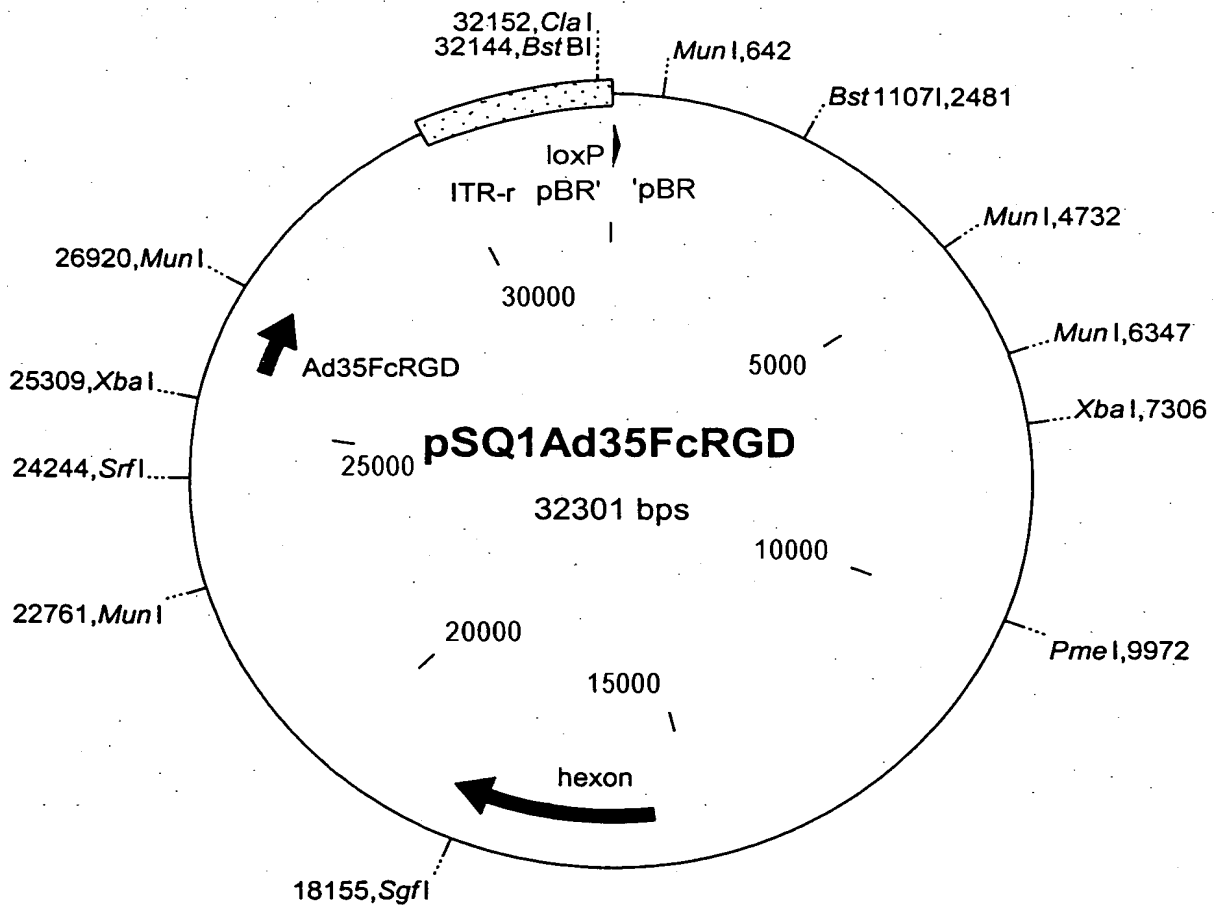 32152,ClaI
32144,BstBI
MunI,642
Bst1107I,2481
loxP
ITR-r pBR' 'pBR
MunI,4732
26920,MunI
30000
MunI,6347
5000
Ad35FcRGD
25309,XbaI
XbaI,7306
pSQ1Ad35FcRGD
24244,SrfI
25000
32301 bps
10000
22761,MunI
20000
PmeI,9972
15000
hexon
18155,SgfI